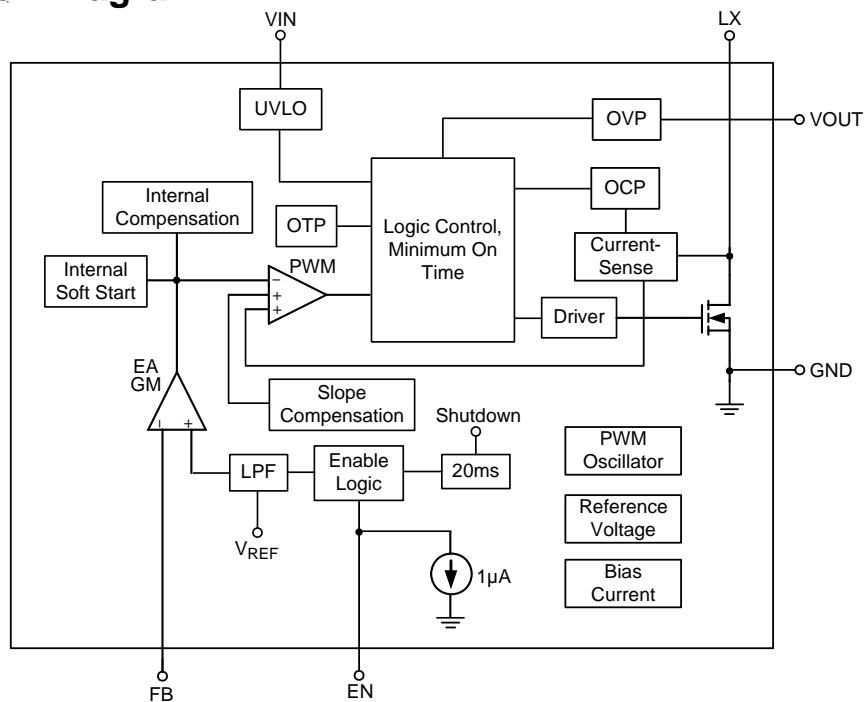 VIN
LX
UVLO
OVP
VOUT
Internal
Compensation
OTP
Logic Control,
Minimum On
Time
OCP
Internal
Soft Start
PWM
Current-
Sense
−
+
+
Driver
EA
GM
GND
Slope
Compensation
Shutdown
− +
LPF
Enable
Logic
20ms
PWM
Oscillator
VREF
Reference
Voltage
1µA
Bias
Current
FB
EN